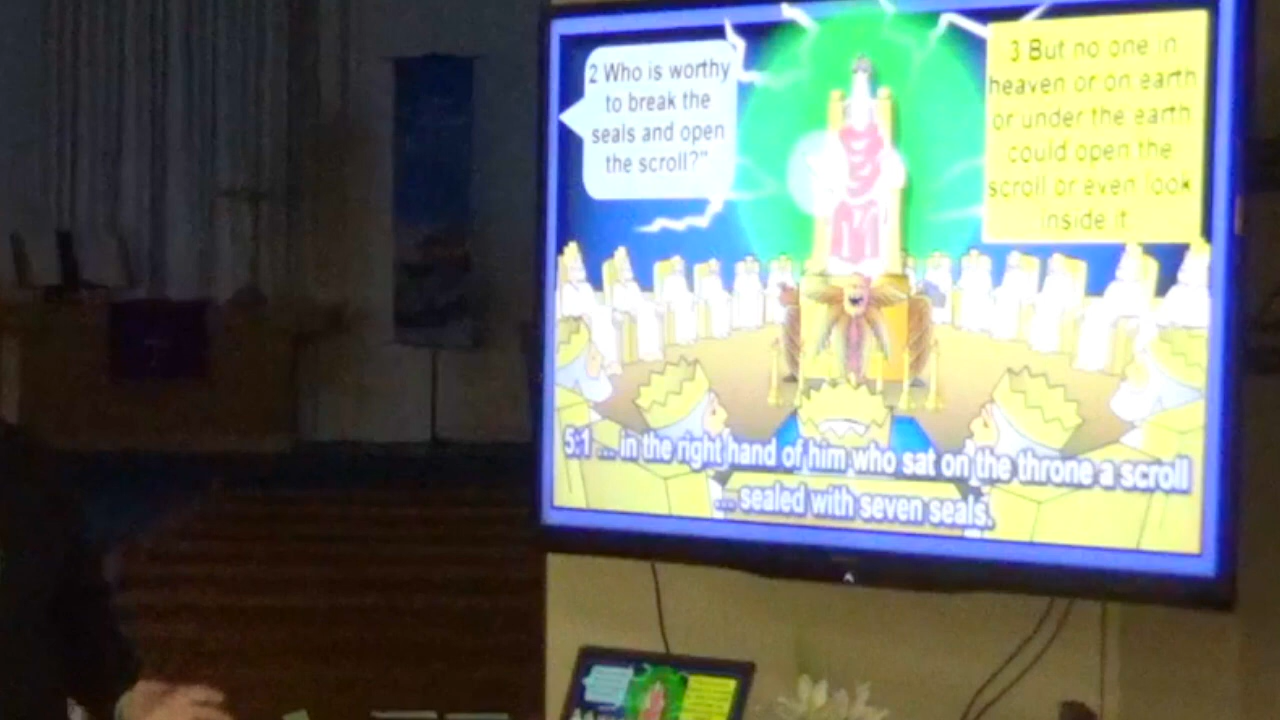 2 Who is worthy
to break the
seals and open
the scroll?"
3 But no one in
heaven or on earth
or under the earth
could open the
scroll or even look
inside it
5:1 ... in the right hand of him who sat on the throne a scroll
... sealed with seven seals.